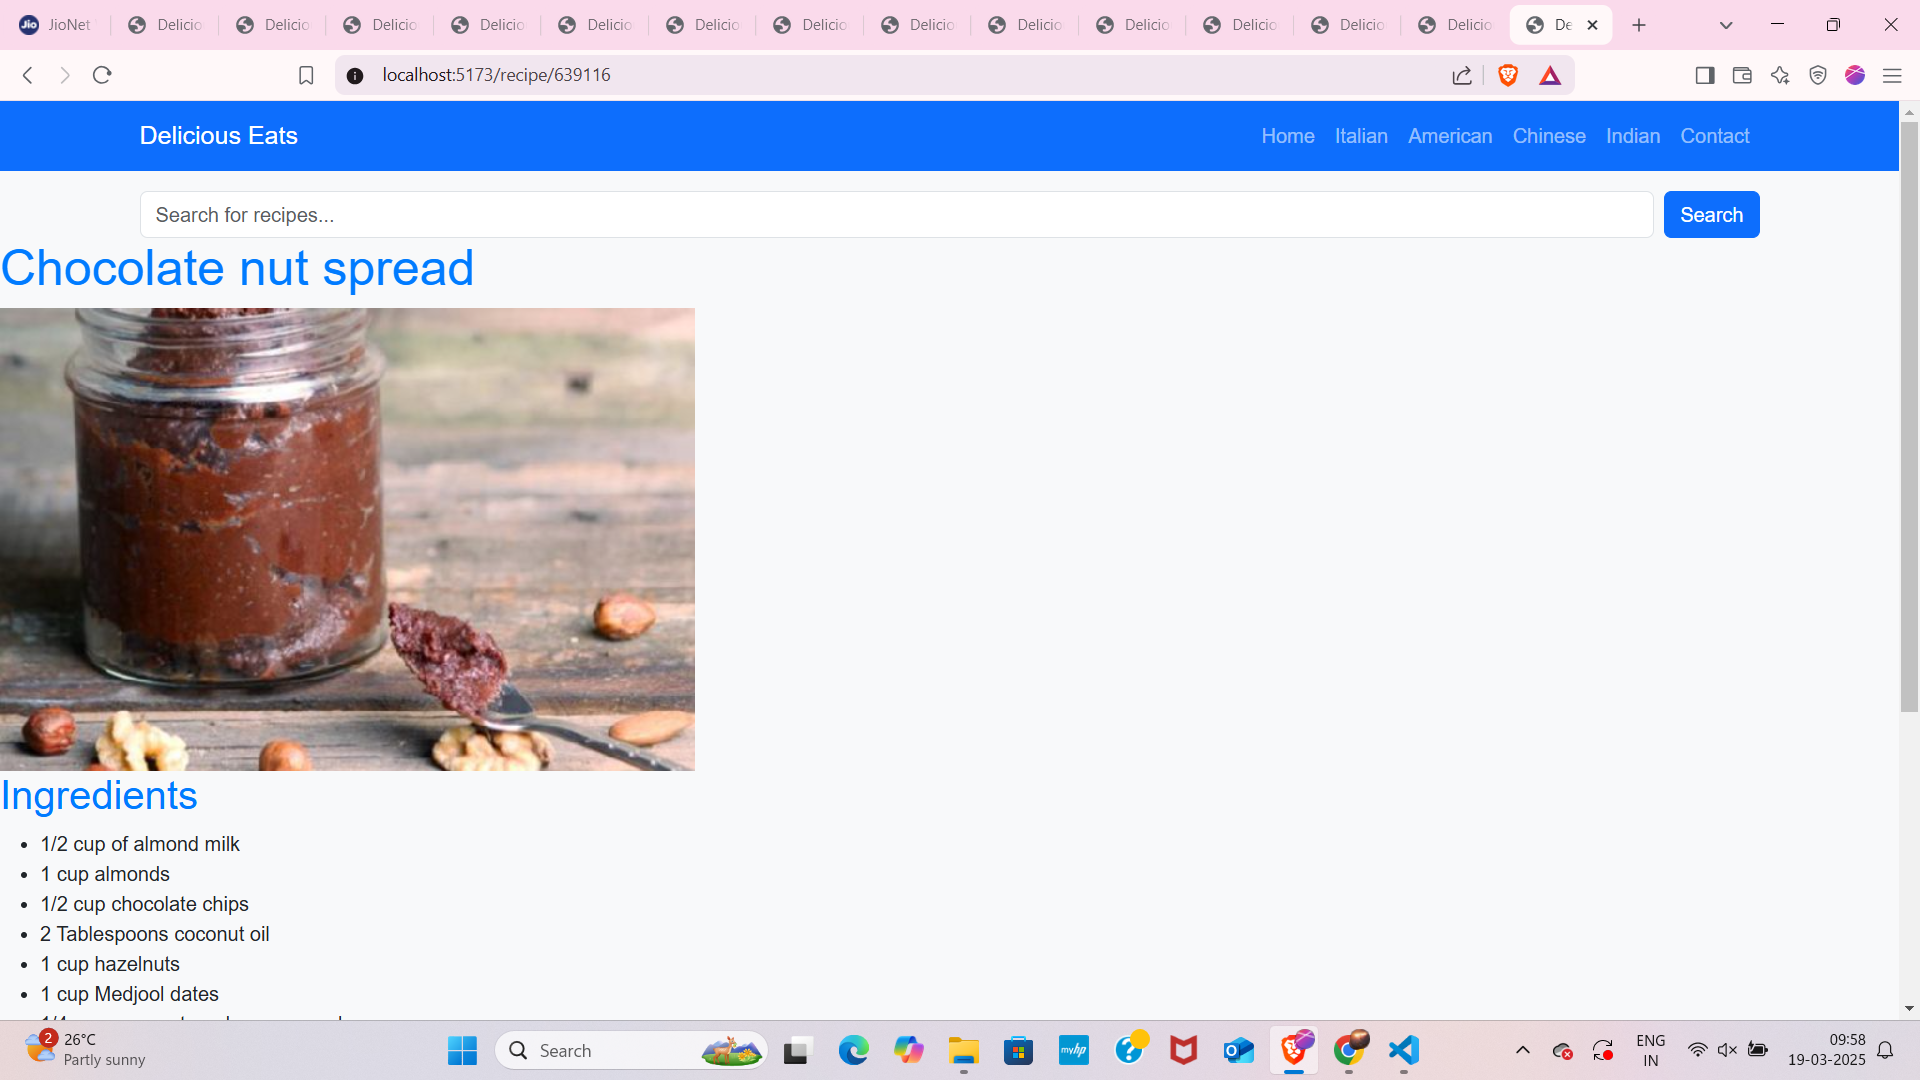 JioNet
Delicio
Delicio
Delicio
Delicio
Delicio
Delicio
Delicio
Delicio
Delicio
Delicio
Delicio
Delicio
Delicio
De
localhost:5173/recipe/639116
Delicious Eats
Home
Italian
American
Chinese
Indian
Contact
Search for recipes...
Search
Chocolate nut spread
Ingredients
1/2 cup of almond milk
1 cup almonds
1/2 cup chocolate chips
2 Tablespoons coconut oil
1 cup hazelnuts
1 cup Medjool dates
2
26°C
Partly sunny
Search
myhp
ENG
IN
09:58
19-03-2025